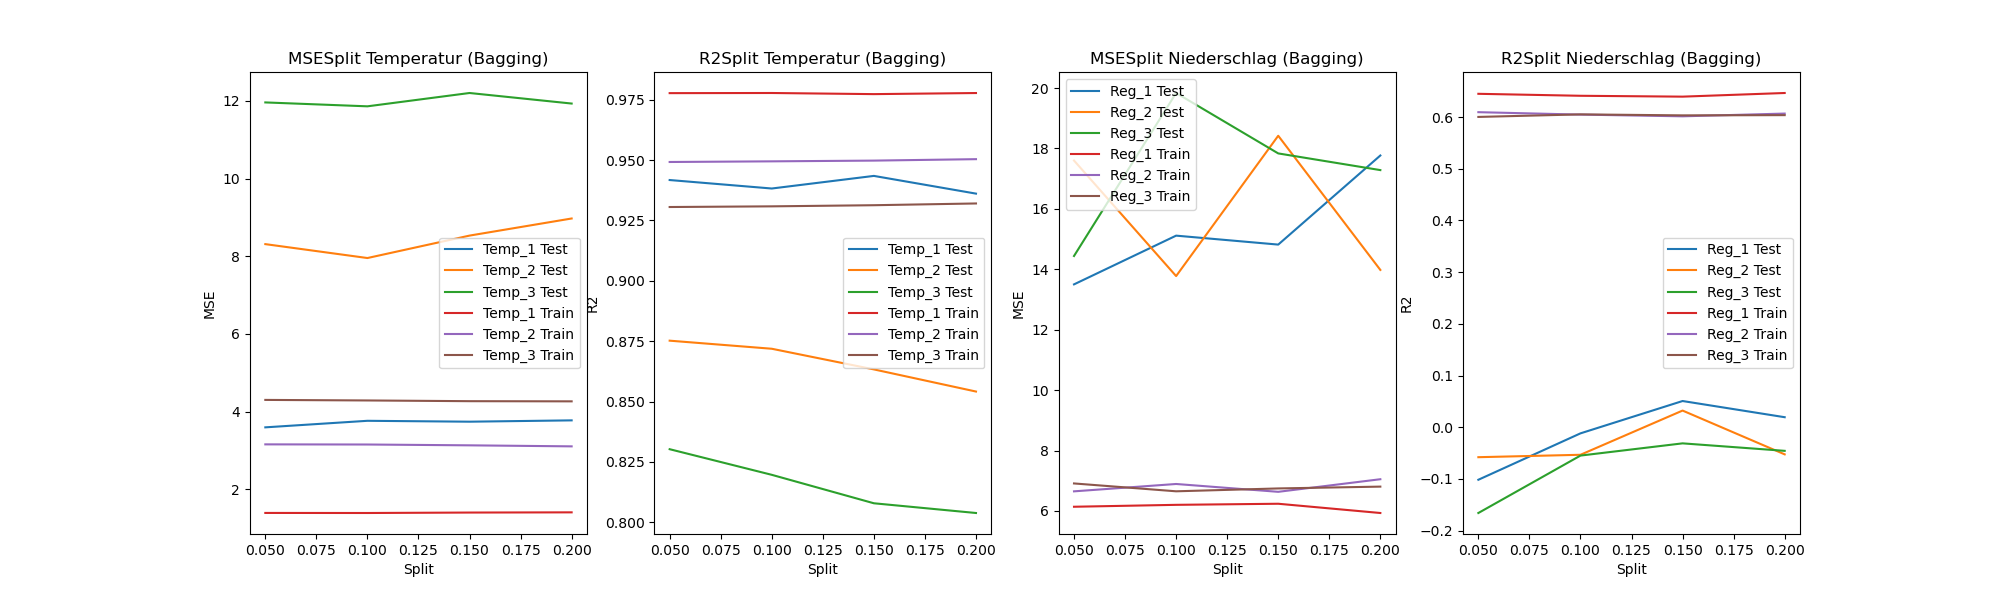 MSESplit Temperatur (Bagging)
12
10
8
6
4
2
MSE
Temp_1 Test
Temp_2 Test
Temp_3 Test
Temp_1 Train
Temp_2 Train
Temp_3 Train
0.050 0.075 0.100 0.125 0.150 0.175 0.200
Split
R2Split Temperatur (Bagging)
0.975
0.950
0.925
0.900
0.875
0.850
0.825
0.800
R2
Temp_1 Test
Temp_2 Test
Temp_3 Test
Temp_1 Train
Temp_2 Train
Temp_3 Train
0.050 0.075 0.100 0.125 0.150 0.175 0.200
Split
MSESplit Niederschlag (Bagging)
20
18
16
14
12
10
8
6
MSE
Reg_1 Test
Reg_2 Test
Reg_3 Test
Reg_1 Train
Reg_2 Train
Reg_3 Train
0.050 0.075 0.100 0.125 0.150 0.175 0.200
Split
R2Split Niederschlag (Bagging)
0.6
0.5
0.4
0.3
0.2
0.1
0.0
−0.1
−0.2
R2
Reg_1 Test
Reg_2 Test
Reg_3 Test
Reg_1 Train
Reg_2 Train
Reg_3 Train
0.050 0.075 0.100 0.125 0.150 0.175 0.200
Split